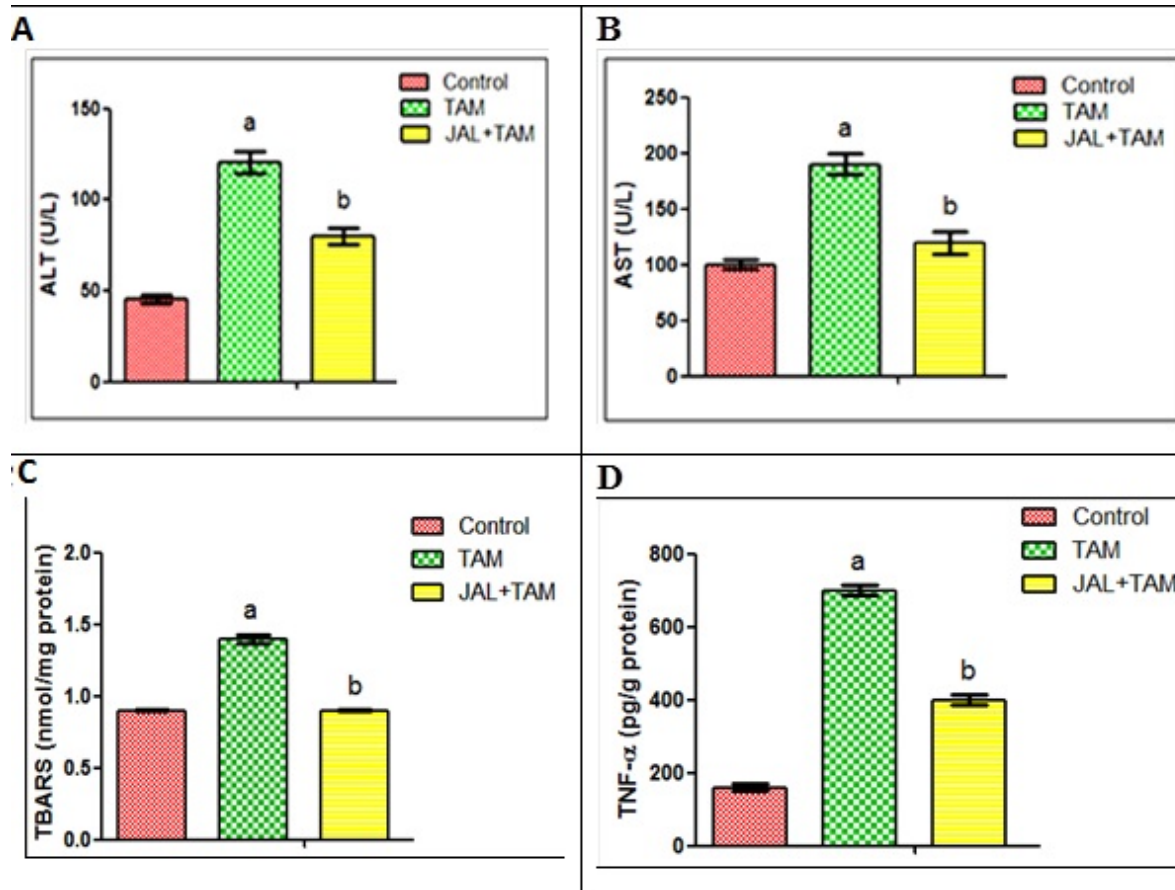 A
Control
TAM
JAL+TAM
ALT (U/L)
150
100
50
0
a
b
B
Control
TAM
JAL+TAM
AST (U/L)
250
200
150
100
50
0
a
b
C
Control
TAM
JAL+TAM
TBARS (nmol/mg protein)
2.0
1.5
1.0
0.5
0.0
a
b
D
Control
TAM
JAL+TAM
TNF-α (pg/g protein)
800
600
400
200
0
a
b